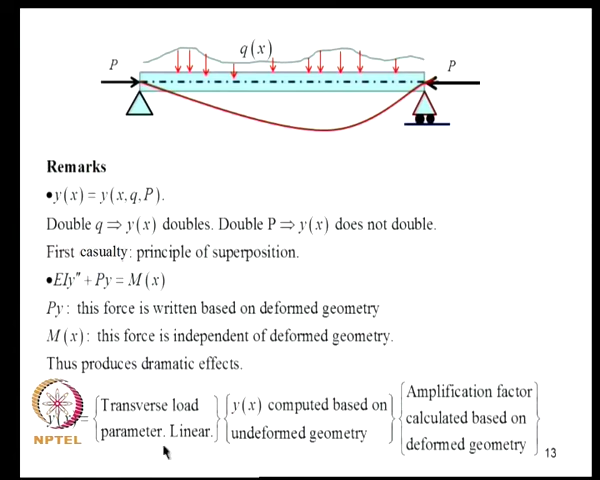 q(x)
P
P
Remarks
•y(x) = y(x,q,P).
Double q ⇒ y(x) doubles. Double P ⇒ y(x) does not double.
First casualty: principle of superposition.
•EIy″ + Py = M(x)
Py : this force is written based on deformed geometry
M(x): this force is independent of deformed geometry.
Thus produces dramatic effects.
= {Transverse load parameter. Linear.} {y(x) computed based on undeformed geometry} {Amplification factor calculated based on deformed geometry}
NPTEL
13